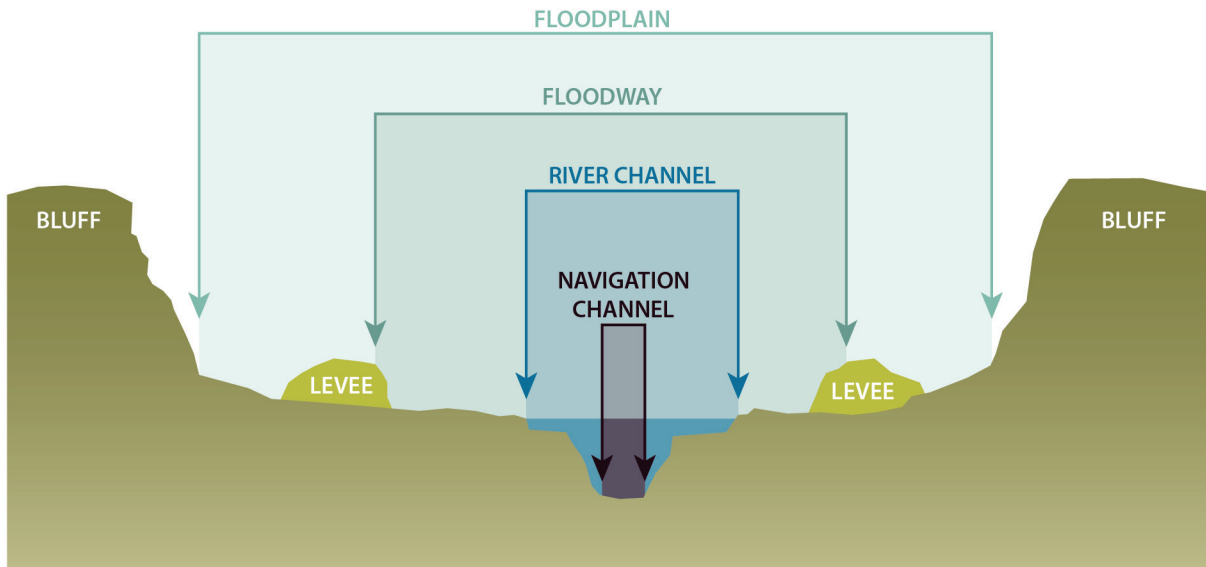 FLOODPLAIN
FLOODWAY
RIVER CHANNEL
BLUFF
BLUFF
NAVIGATION
CHANNEL
LEVEE
LEVEE